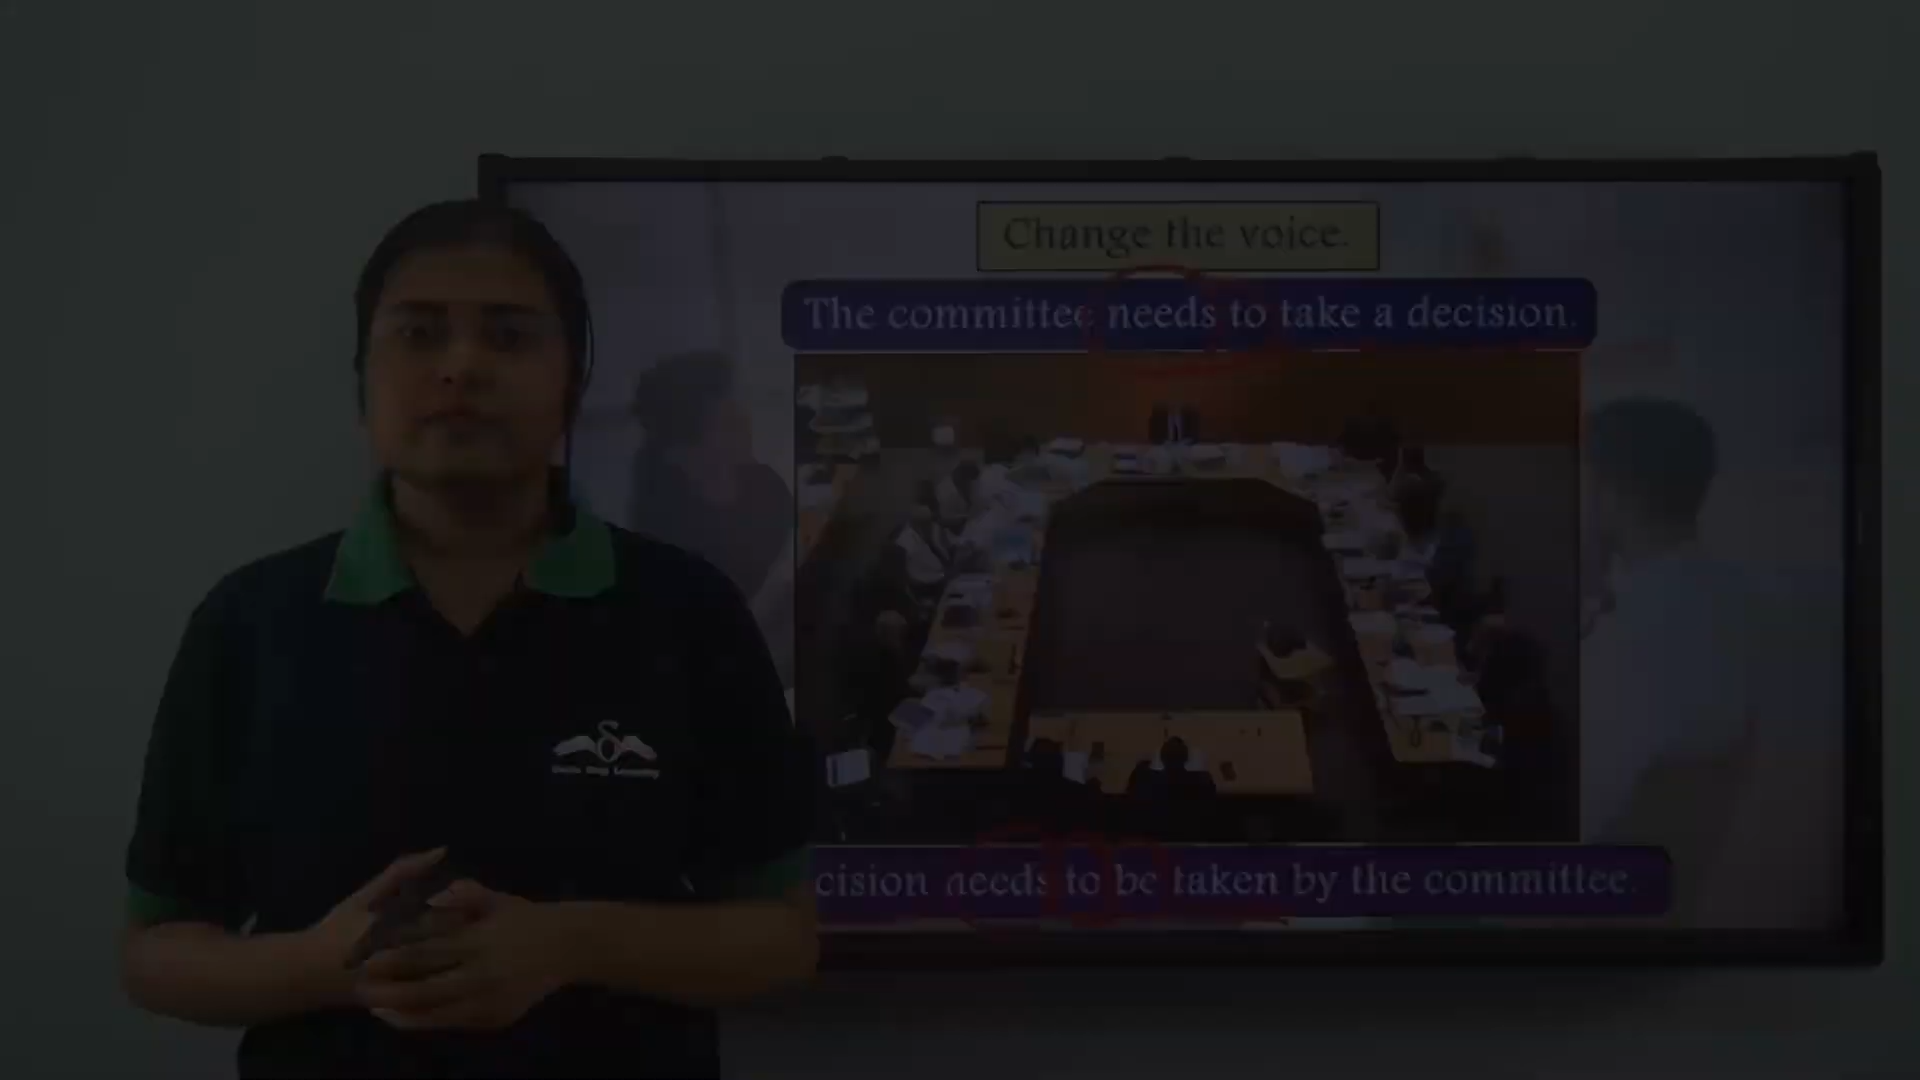 Change the voice.
The committee needs to take a decision.
cision needs to be taken by the committee.